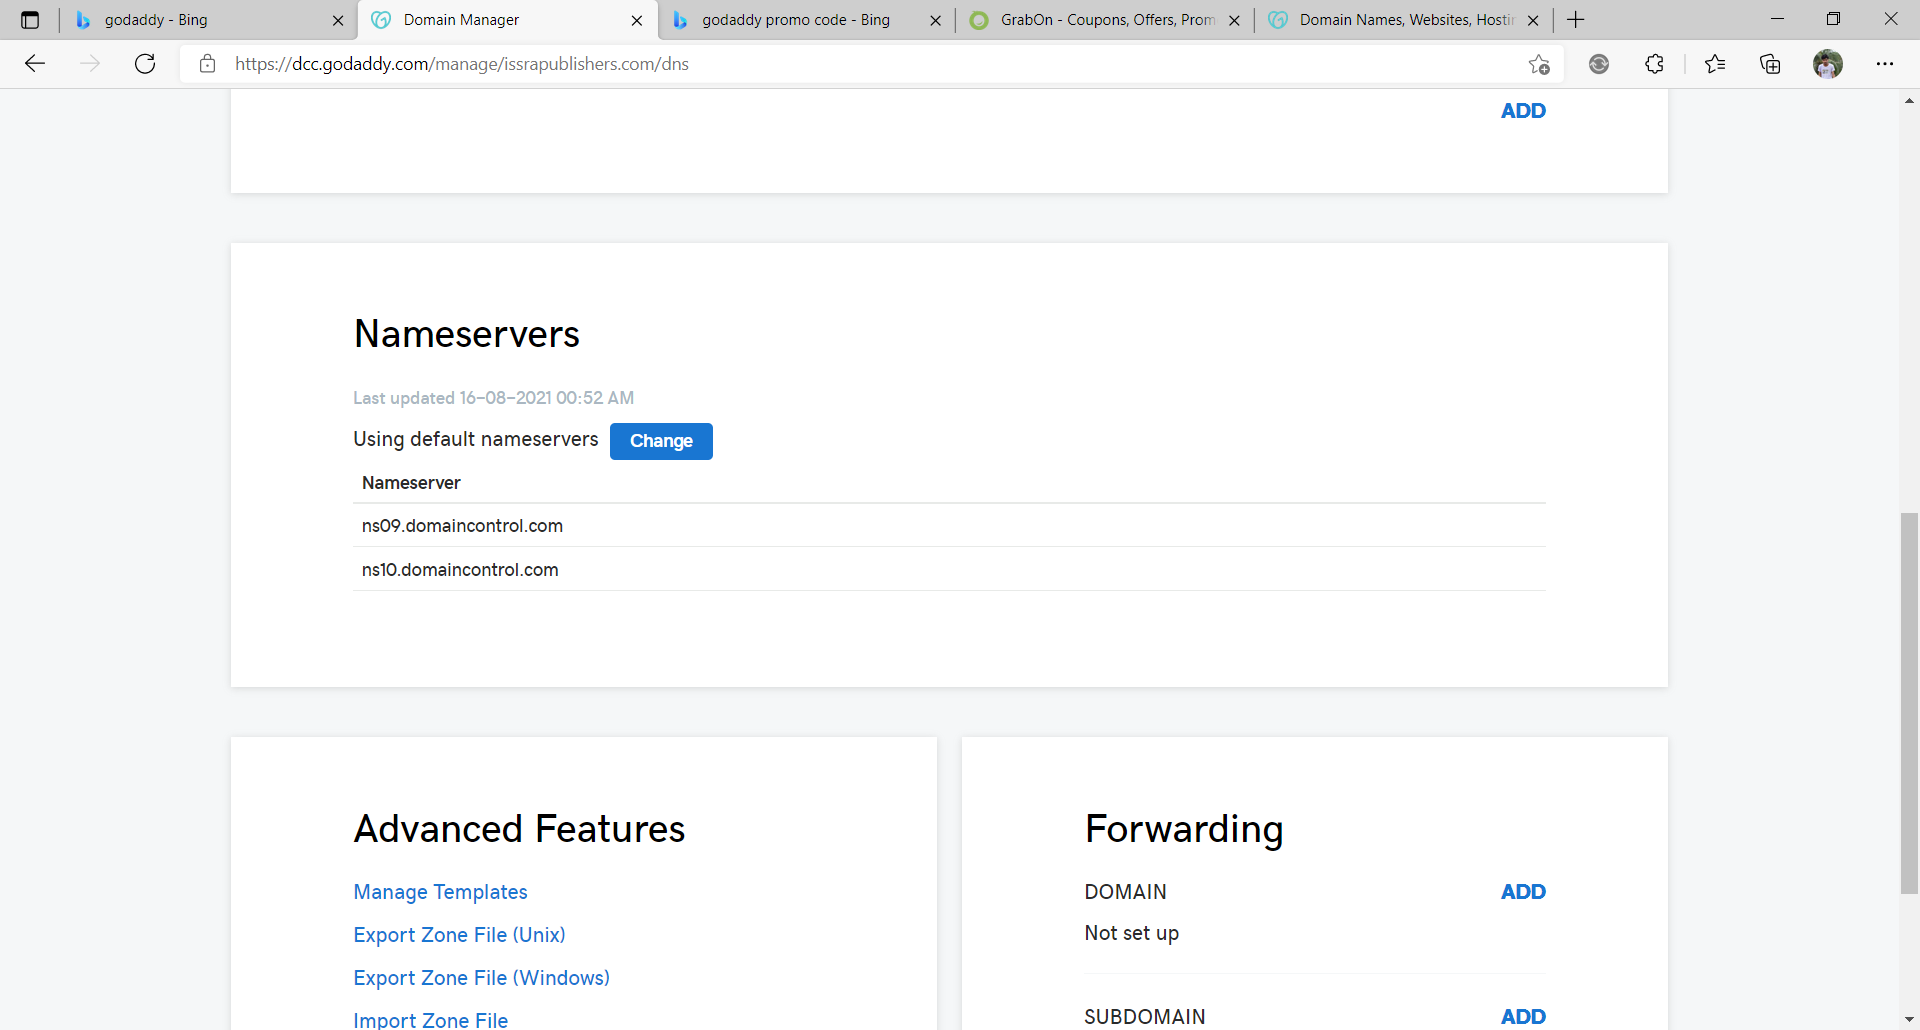 godaddy - Bing
Domain Manager
godaddy promo code - Bing
GrabOn - Coupons, Offers, Prom
Domain Names, Websites, Hostin
https://dcc.godaddy.com/manage/issrapublishers.com/dns
ADD
Nameservers
Last updated 16-08-2021 00:52 AM
Using default nameservers Change
Nameserver
ns09.domaincontrol.com
ns10.domaincontrol.com
Advanced Features
Manage Templates
Export Zone File (Unix)
Export Zone File (Windows)
Import Zone File
Forwarding
DOMAIN ADD
Not set up
SUBDOMAIN ADD